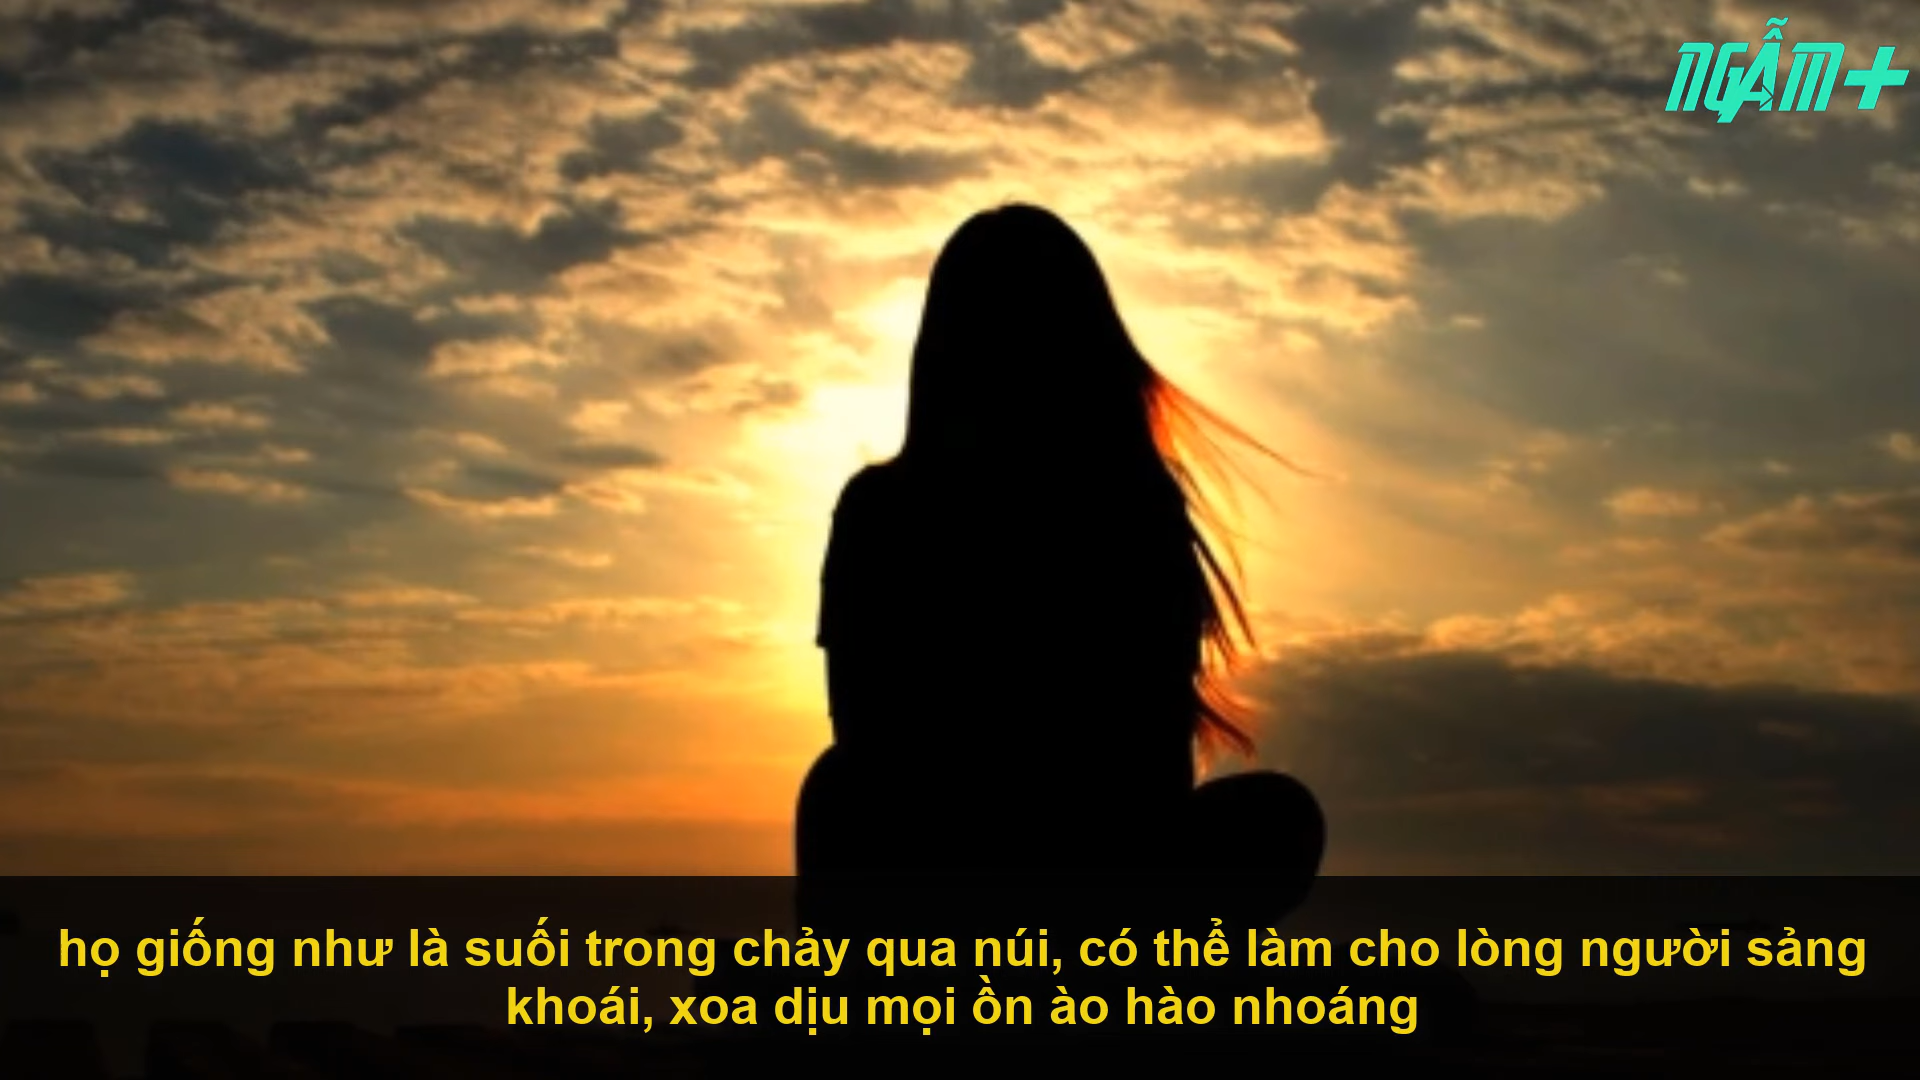 NGẪM+
họ giống như là suối trong chảy qua núi, có thể làm cho lòng người sảng
khoái, xoa dịu mọi ồn ào hào nhoáng